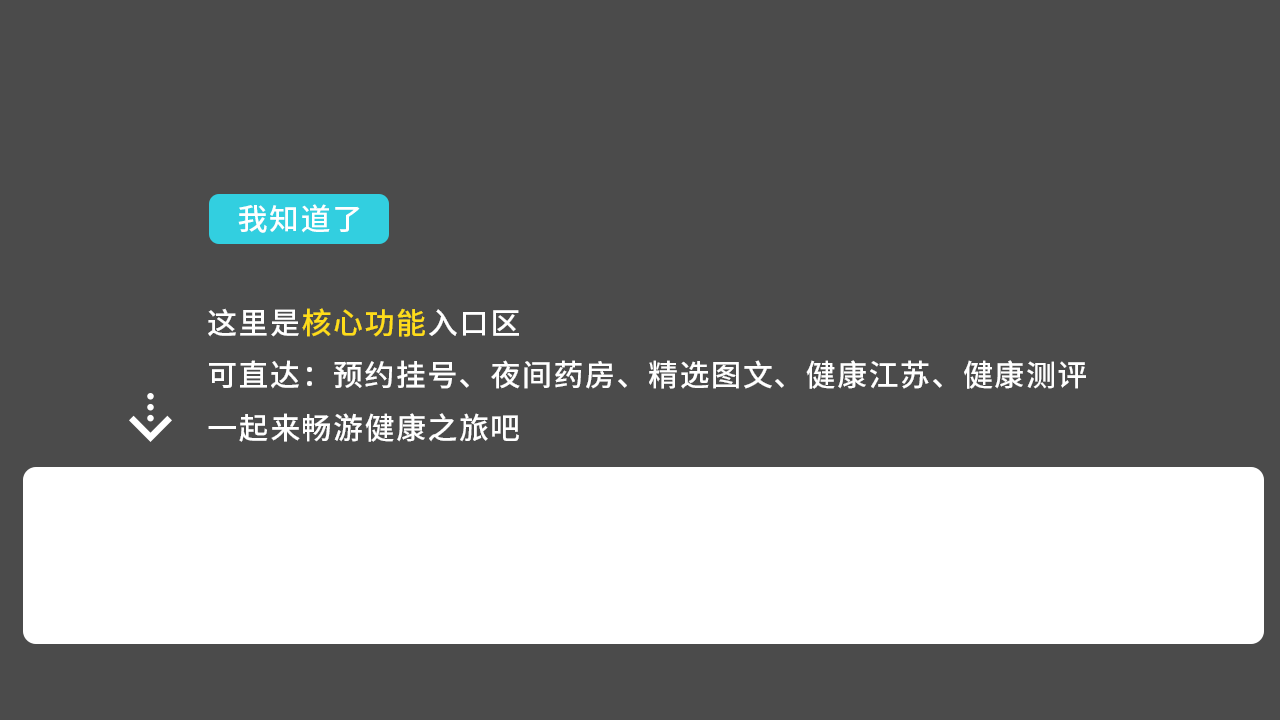 我知道了
这里是核心功能入口区
可直达：预约挂号、夜间药房、精选图文、健康江苏、健康测评
一起来畅游健康之旅吧